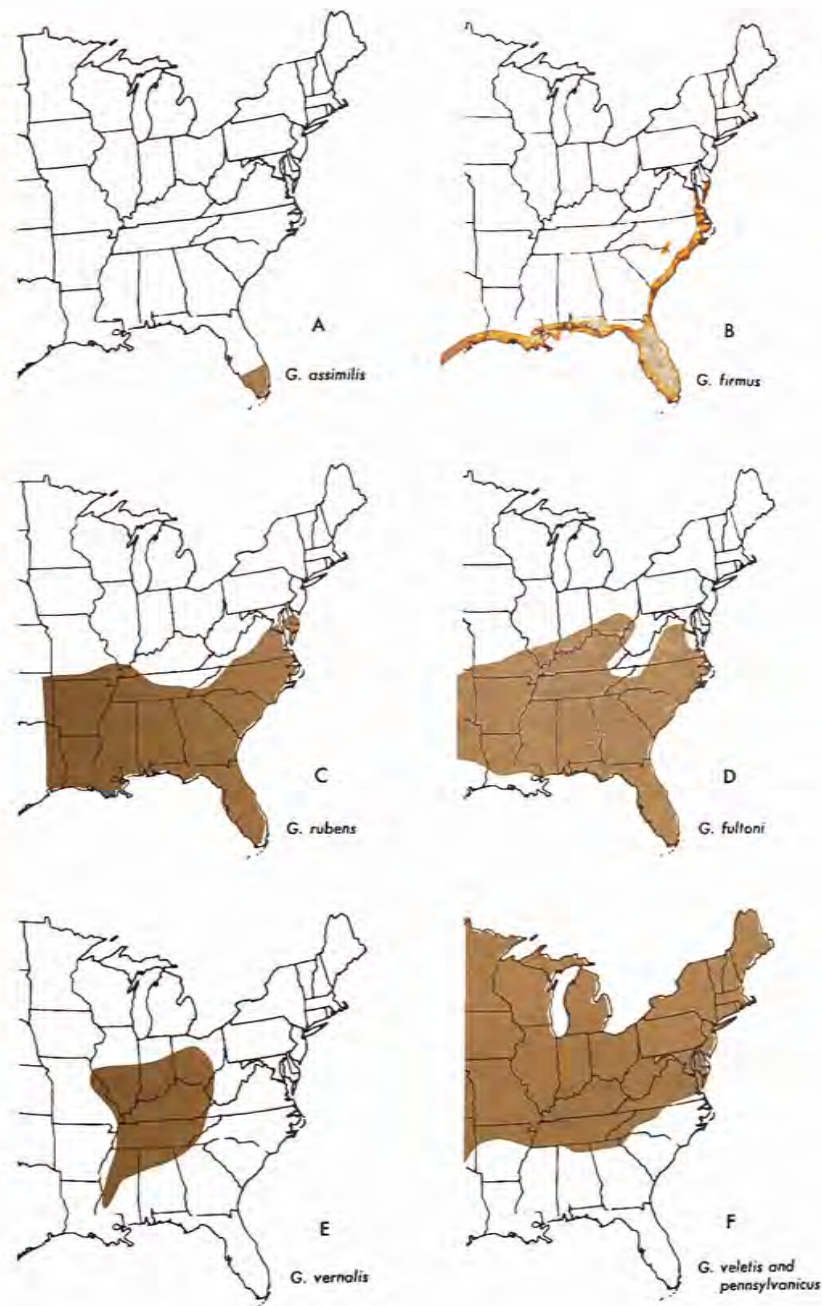 A
G. assimilis
B
G. firmus
C
G. rubens
D
G. fultoni
E
G. vernalis
F
G. veletis and
pennsylvanicus